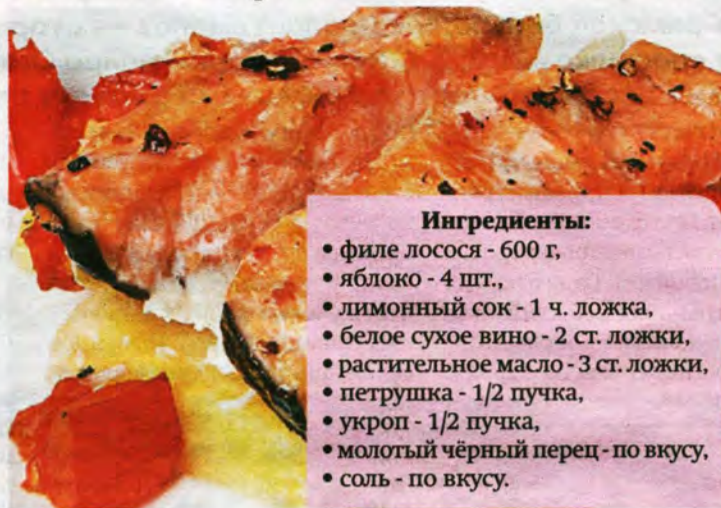 Ингредиенты:
• филе лосося - 600 г,
• яблоко - 4 шт.,
• лимонный сок - 1 ч. ложка,
• белое сухое вино - 2 ст. ложки,
• растительное масло - 3 ст. ложки,
• петрушка - 1/2 пучка,
• укроп - 1/2 пучка,
• молотый чёрный перец - по вкусу,
• соль - по вкусу.